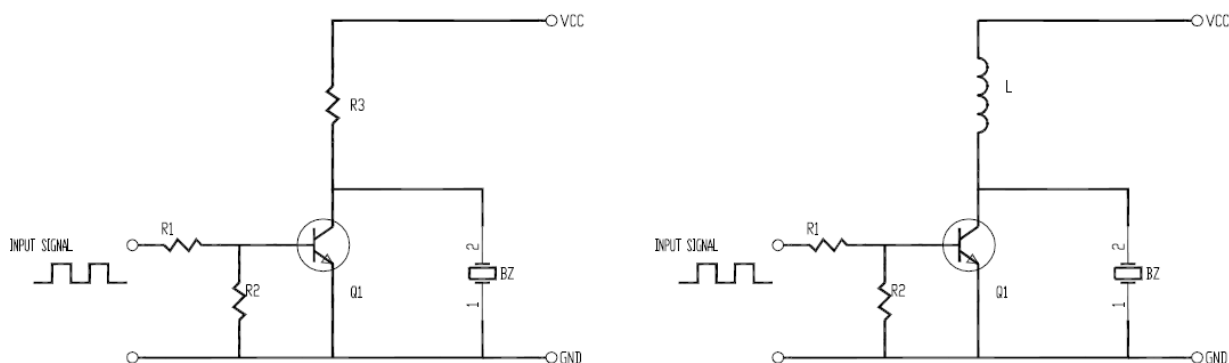 VCC
R3
INPUT SIGNAL
R1
R2
Q1
2
BZ
1
GND
VCC
L
INPUT SIGNAL
R1
R2
Q1
2
BZ
1
GND